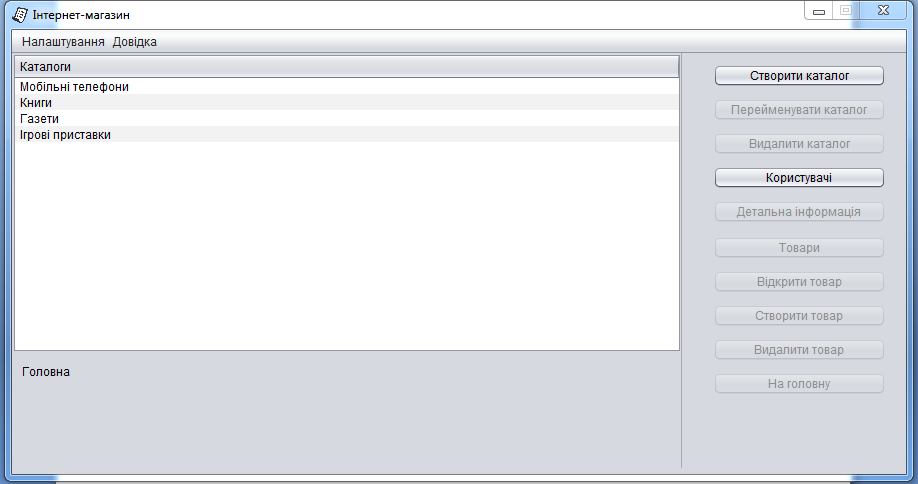 Інтернет-магазин
Налаштування Довідка
Каталоги
Мобільні телефони
Книги
Газети
Ігрові приставки
Головна
Створити каталог
Перейменувати каталог
Видалити каталог
Користувачі
Детальна інформація
Товари
Відкрити товар
Створити товар
Видалити товар
На головну